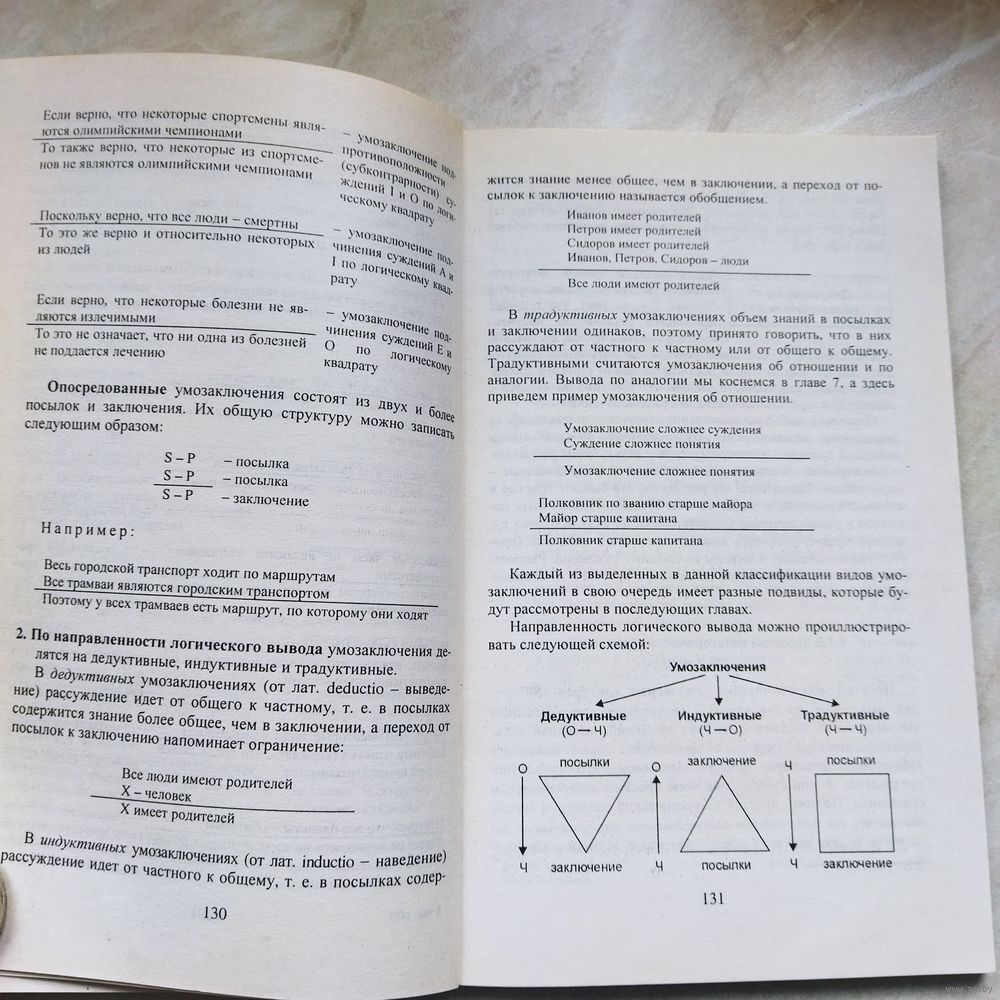 Если верно, что некоторые спортсмены явля-
ются олимпийскими чемпионами
То также верно, что некоторые из спортсме-
нов не являются олимпийскими чемпионами
– умозаключение под-
противоположности
(субконтрарности) су-
ждений I и O по логи-
ческому квадрату
Поскольку верно, что все люди – смертны
То это же верно и относительно некоторых
из людей
– умозаключение под-
чинения суждений А и
I по логическому квад-
рату
Если верно, что некоторые болезни не яв-
ляются излечимыми
То это не означает, что ни одна из болезней
не поддается лечению
– умозаключение под-
чинения суждений Е и
О по логическому
квадрату
Опосредованные умозаключения состоят из двух и более
посылок и заключения. Их общую структуру можно записать
следующим образом:
S – P – посылка
S – P – посылка
S – P – заключение
Например:
Весь городской транспорт ходит по маршрутам
Все трамваи являются городским транспортом
Поэтому у всех трамваев есть маршрут, по которому они ходят
2. По направленности логического вывода умозаключения де-
лятся на дедуктивные, индуктивные и традуктивные.
В дедуктивных умозаключениях (от лат. deductio – выведе-
ние) рассуждение идет от общего к частному, т. е. в посылках
содержится знание более общее, чем в заключении, а переход от
посылок к заключению напоминает ограничение:
Все люди имеют родителей
X – человек
X имеет родителей
В индуктивных умозаключениях (от лат. inductio – наведение)
рассуждение идет от частного к общему, т. е. в посылках содер-
130
жится знание менее общее, чем в заключении, а переход от по-
сылок к заключению называется обобщением.
Иванов имеет родителей
Петров имеет родителей
Сидоров имеет родителей
Иванов, Петров, Сидоров – люди
Все люди имеют родителей
В традуктивных умозаключениях объем знаний в посылках
и заключении одинаков, поэтому принято говорить, что в них
рассуждают от частного к частному или от общего к общему.
Традуктивными считаются умозаключения об отношении и по
аналогии. Вывода по аналогии мы коснемся в главе 7, а здесь
приведем пример умозаключения об отношении.
Умозаключение сложнее суждения
Суждение сложнее понятия
Умозаключение сложнее понятия
Полковник по званию старше майора
Майор старше капитана
Полковник старше капитана
Каждый из выделенных в данной классификации видов умо-
заключений в свою очередь имеет разные подвиды, которые бу-
дут рассмотрены в последующих главах.
Направленность логического вывода можно проиллюстриро-
вать следующей схемой:
Умозаключения
Дедуктивные Индуктивные Традуктивные
(О — Ч) (Ч — О) (Ч — Ч)
О посылки О заключение Ч посылки
Ч заключение Ч посылки Ч заключение
131